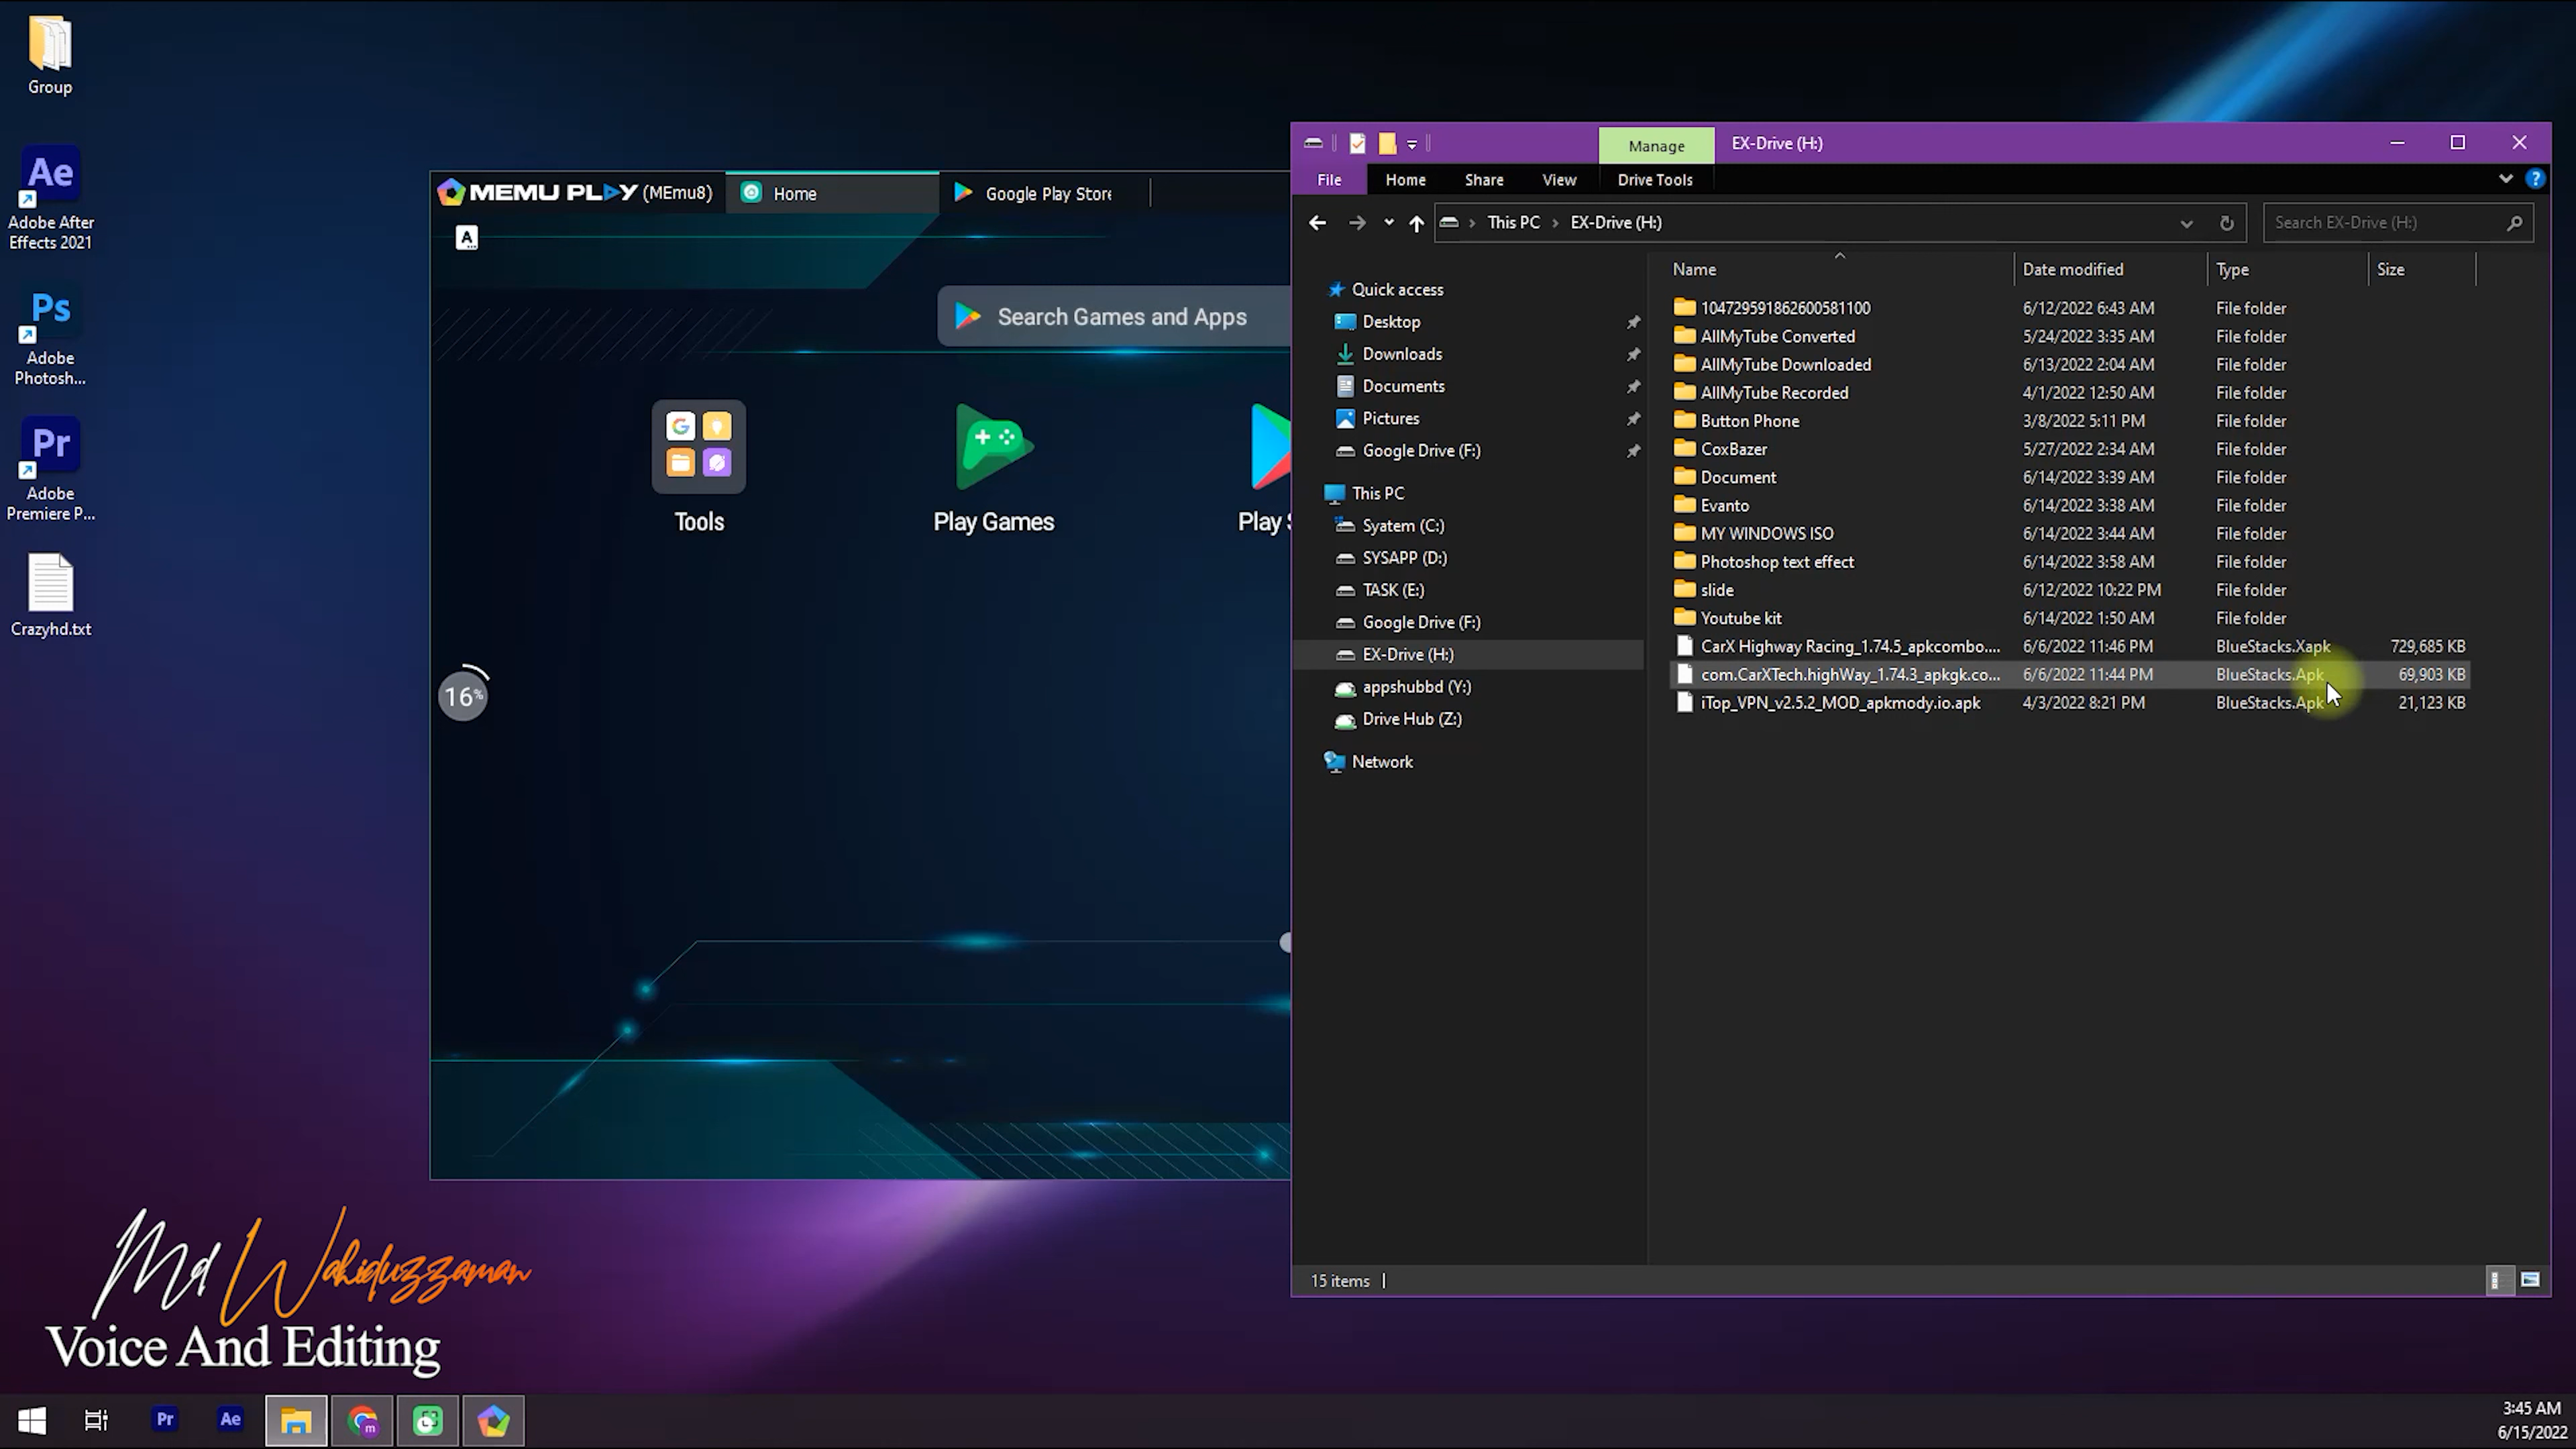 Group
Ae
Adobe After
Effects 2021
Ps
Adobe
Photosh...
Pr
Adobe
Premiere P...
Crazyhd.txt
MEMU PLAY (MEmu8)
Home
Google Play Store
A
Search Games and Apps
Tools
Play Games
Play
16%
Manage
EX-Drive (H:)
File
Home
Share
View
Drive Tools
This PC
EX-Drive (H:)
Search EX-Drive (H:)
Quick access
Desktop
Downloads
Documents
Pictures
Google Drive (F:)
This PC
Syatem (C:)
SYSAPP (D:)
TASK (E:)
Google Drive (F:)
EX-Drive (H:)
appshubbd (Y:)
Drive Hub (Z:)
Network
Name Date modified Type Size
10472959186260058​1100 6/12/2022 6:43 AM File folder
AllMyTube Converted 5/24/2022 3:35 AM File folder
AllMyTube Downloaded 6/13/2022 2:04 AM File folder
AllMyTube Recorded 4/1/2022 12:50 AM File folder
Button Phone 3/8/2022 5:11 PM File folder
CoxBazer 5/27/2022 2:34 AM File folder
Document 6/14/2022 3:39 AM File folder
Evanto 6/14/2022 3:38 AM File folder
MY WINDOWS ISO 6/14/2022 3:44 AM File folder
Photoshop text effect 6/14/2022 3:58 AM File folder
slide 6/12/2022 10:22 PM File folder
Youtube kit 6/14/2022 1:50 AM File folder
CarX Highway Racing_1.74.5_apkcombo.... 6/6/2022 11:46 PM BlueStacks.Xapk 729,685 KB
com.CarXTech.highWay_1.74.3_apkgk.co... 6/6/2022 11:44 PM BlueStacks.Apk 69,903 KB
iTop_VPN_v2.5.2_MOD_apkmody.io.apk 4/3/2022 8:21 PM BlueStacks.Apk 21,123 KB
15 items
Md Wahiduzzaman
Voice And Editing
Pr
Ae
3:45 AM
6/15/2022